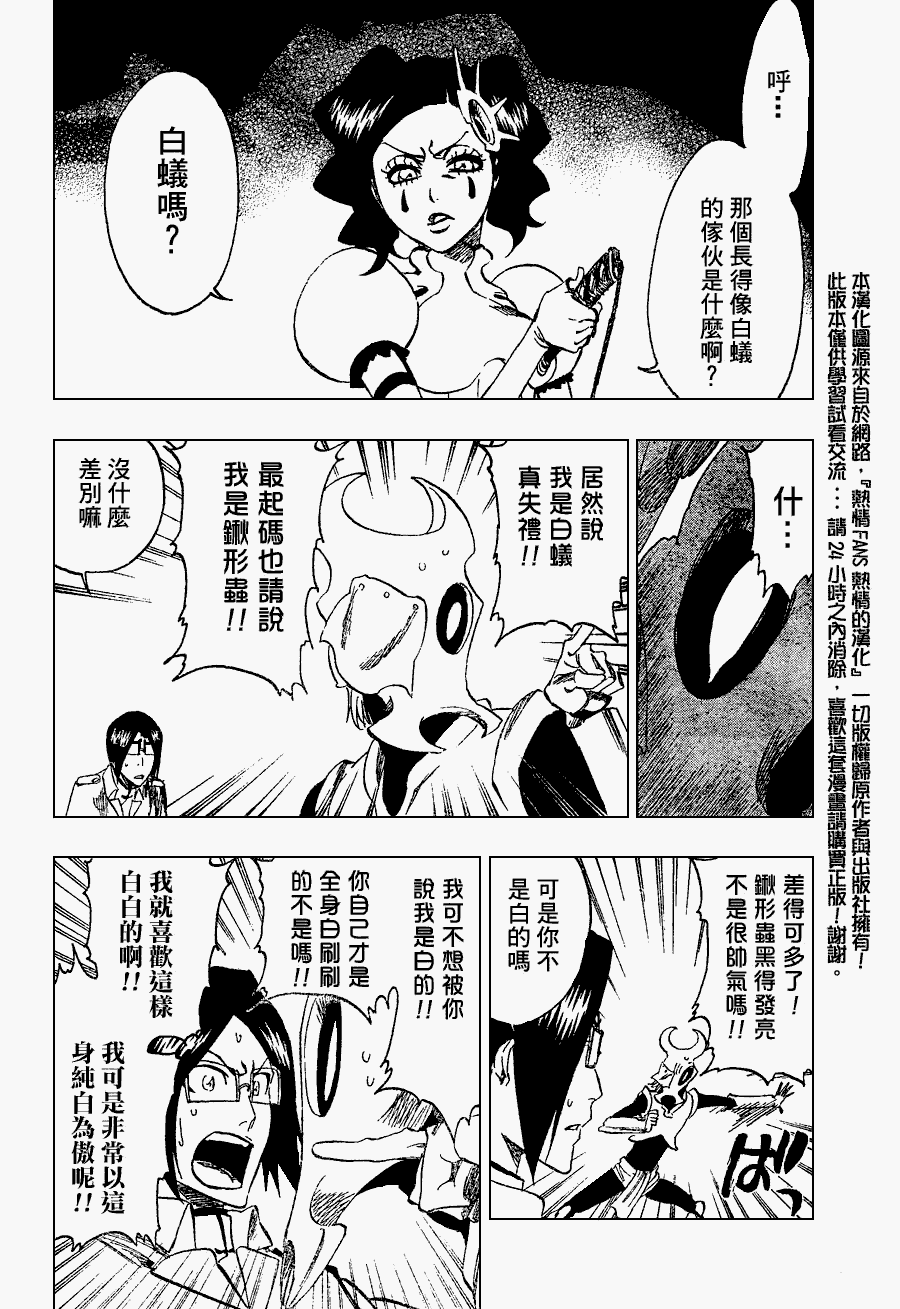 呼…
那個長得像白蟻
的傢伙是什麼啊?
白蟻嗎?
什…
居然說
我是白蟻
真失禮!!
最起碼也請說
我是鍬形蟲!!
沒什麼
差別嘛
差得可多了!
鍬形蟲黑得發亮
不是很帥氣嗎!!
可是你不
是白的嗎
ばっ
我可不想被你
說我是白的!!
你自己才是
全身白刷刷
的不是嗎!!
我就喜歡這樣
白白的啊!!
我可是非常以這
身純白為傲呢!!
本漢化圖源來自於網路,『熱情FANS熱情的漢化』一切版權歸原作者與出版社擁有!
此版本僅供學習試看交流…請24小時之內消除,喜歡這套漫畫請購買正版!謝謝。